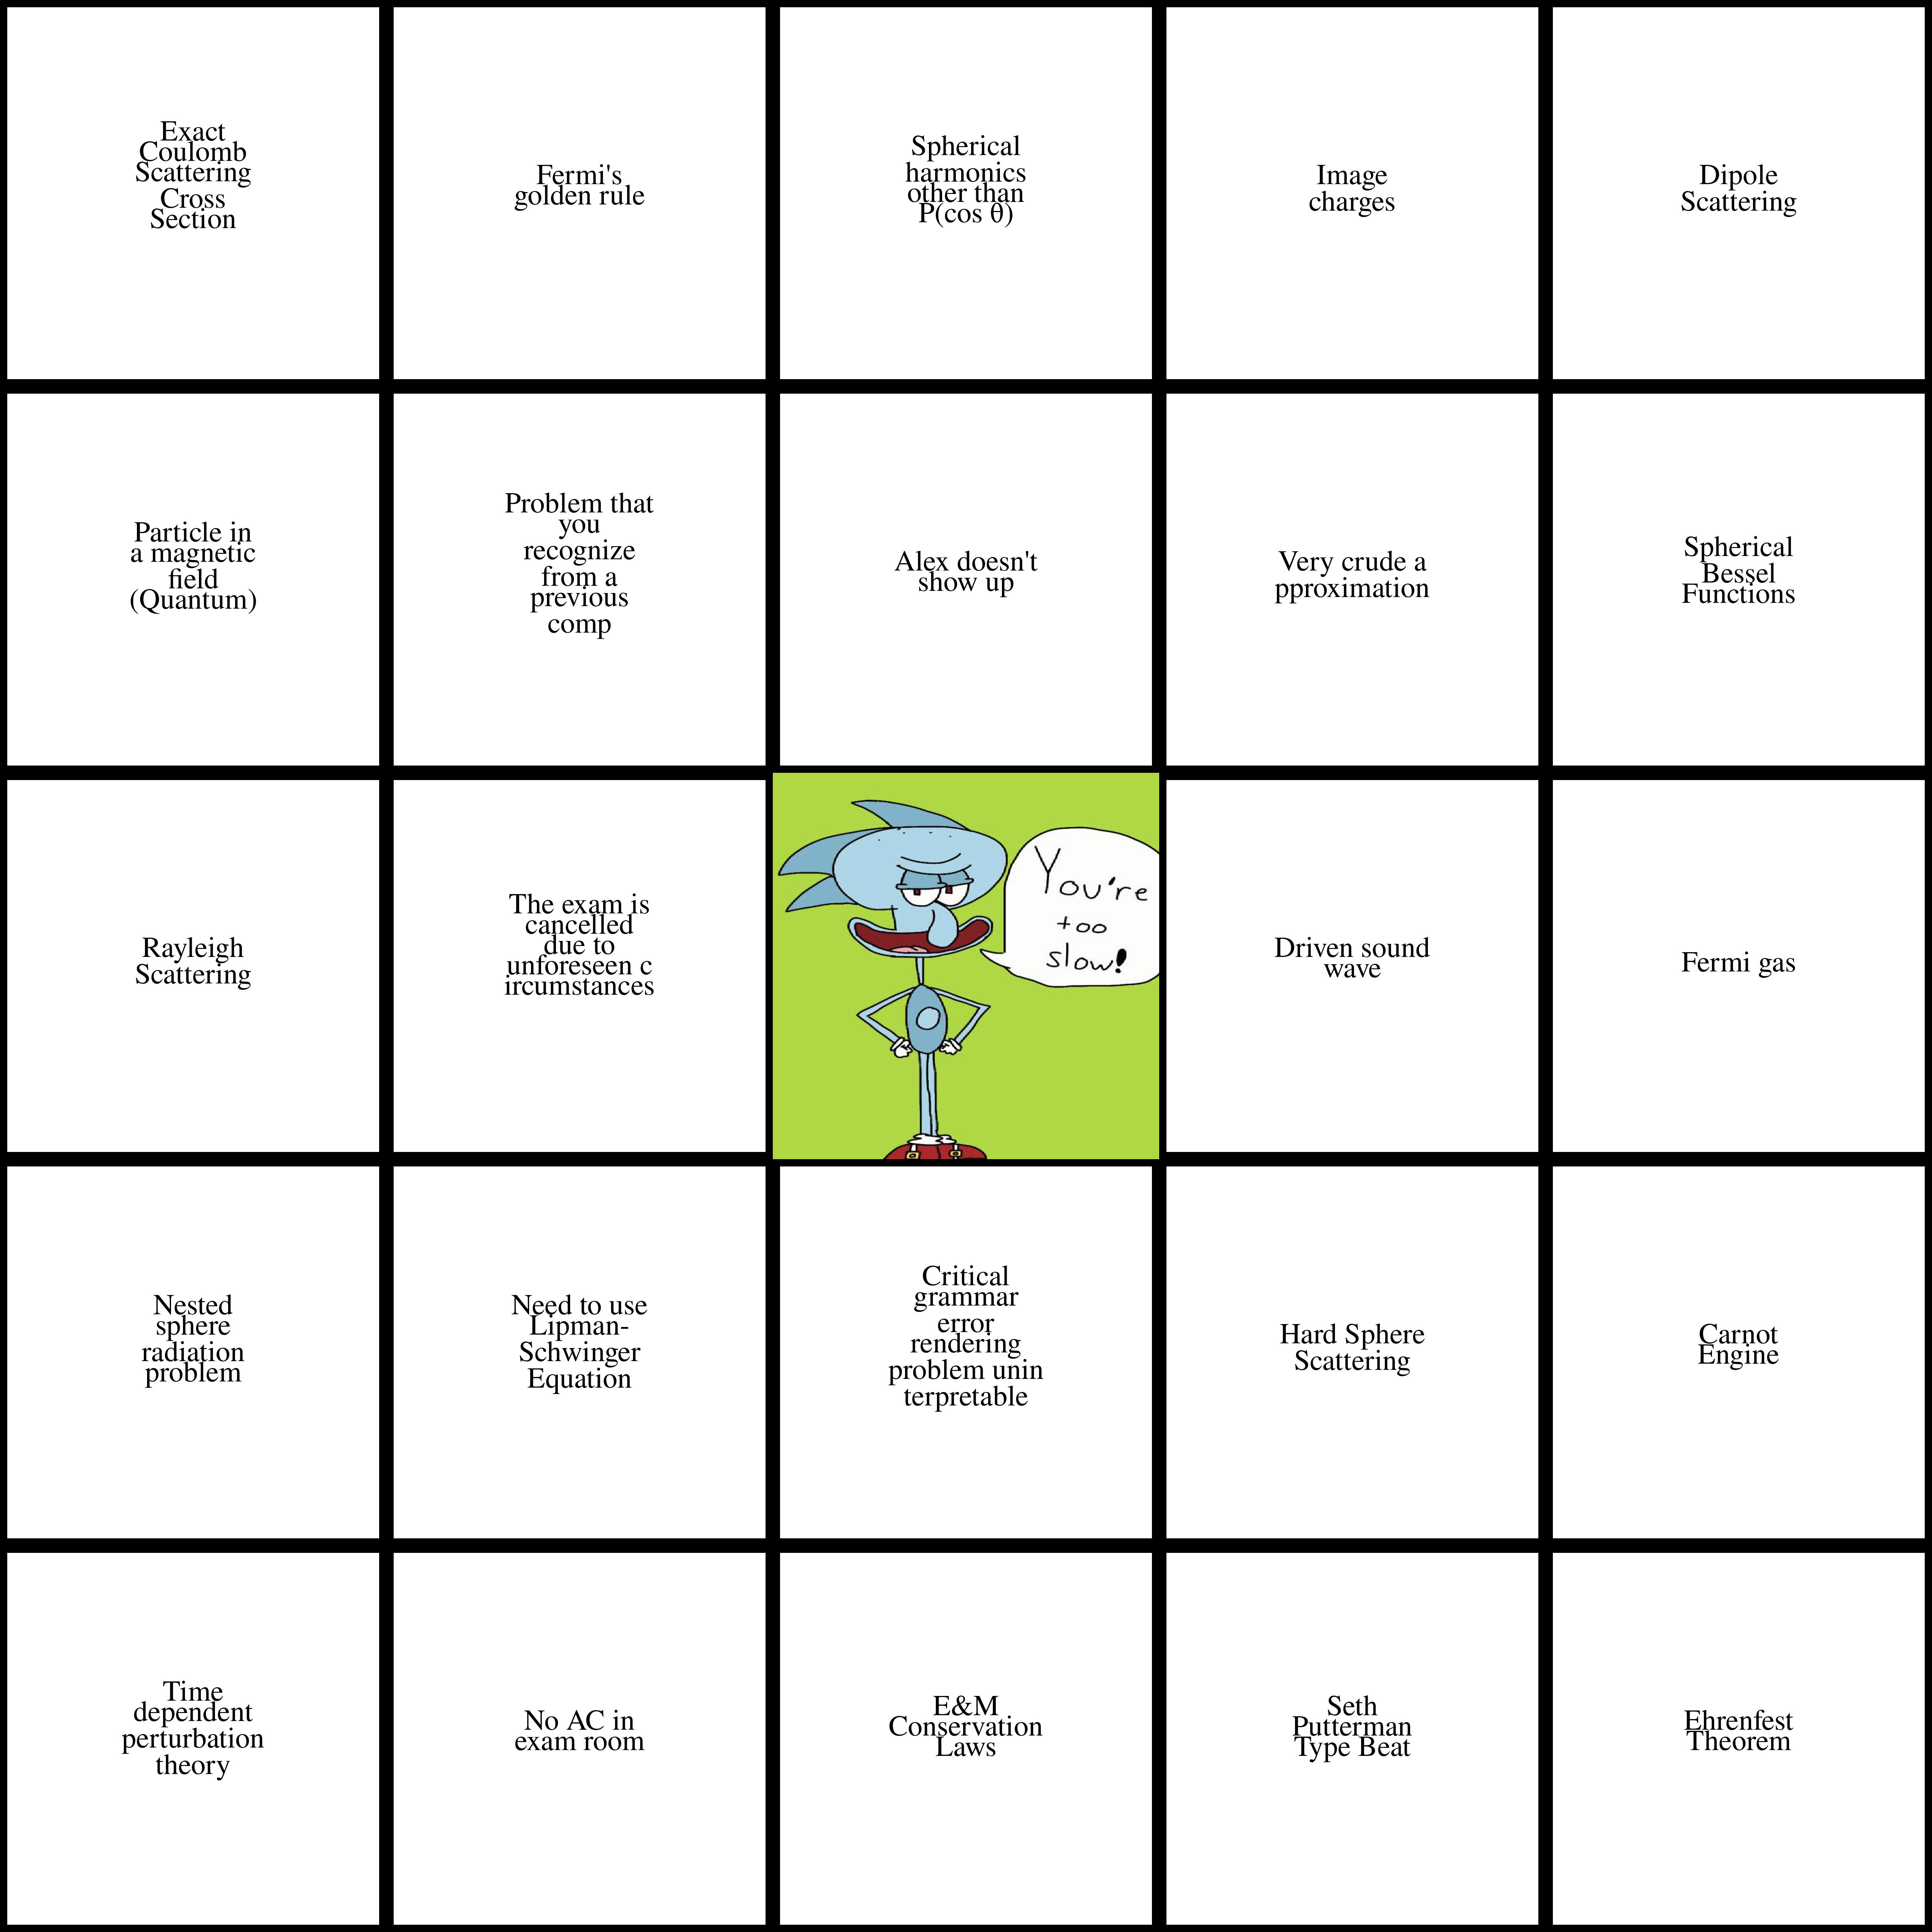 Exact
Coulomb
Scattering
Cross
Section
Fermi's
golden rule
Spherical
harmonics
other than
P(cos θ)
Image
charges
Dipole
Scattering
Particle in
a magnetic
field
(Quantum)
Problem that
you
recognize
from a
previous
comp
Alex doesn't
show up
Very crude a
pproximation
Spherical
Bessel
Functions
Rayleigh
Scattering
The exam is
cancelled
due to
unforeseen c
ircumstances
You're
too
slow!
Driven sound
wave
Fermi gas
Nested
sphere
radiation
problem
Need to use
Lipman-
Schwinger
Equation
Critical
grammar
error
rendering
problem unin
terpretable
Hard Sphere
Scattering
Carnot
Engine
Time
dependent
perturbation
theory
No AC in
exam room
E&M
Conservation
Laws
Seth
Putterman
Type Beat
Ehrenfest
Theorem